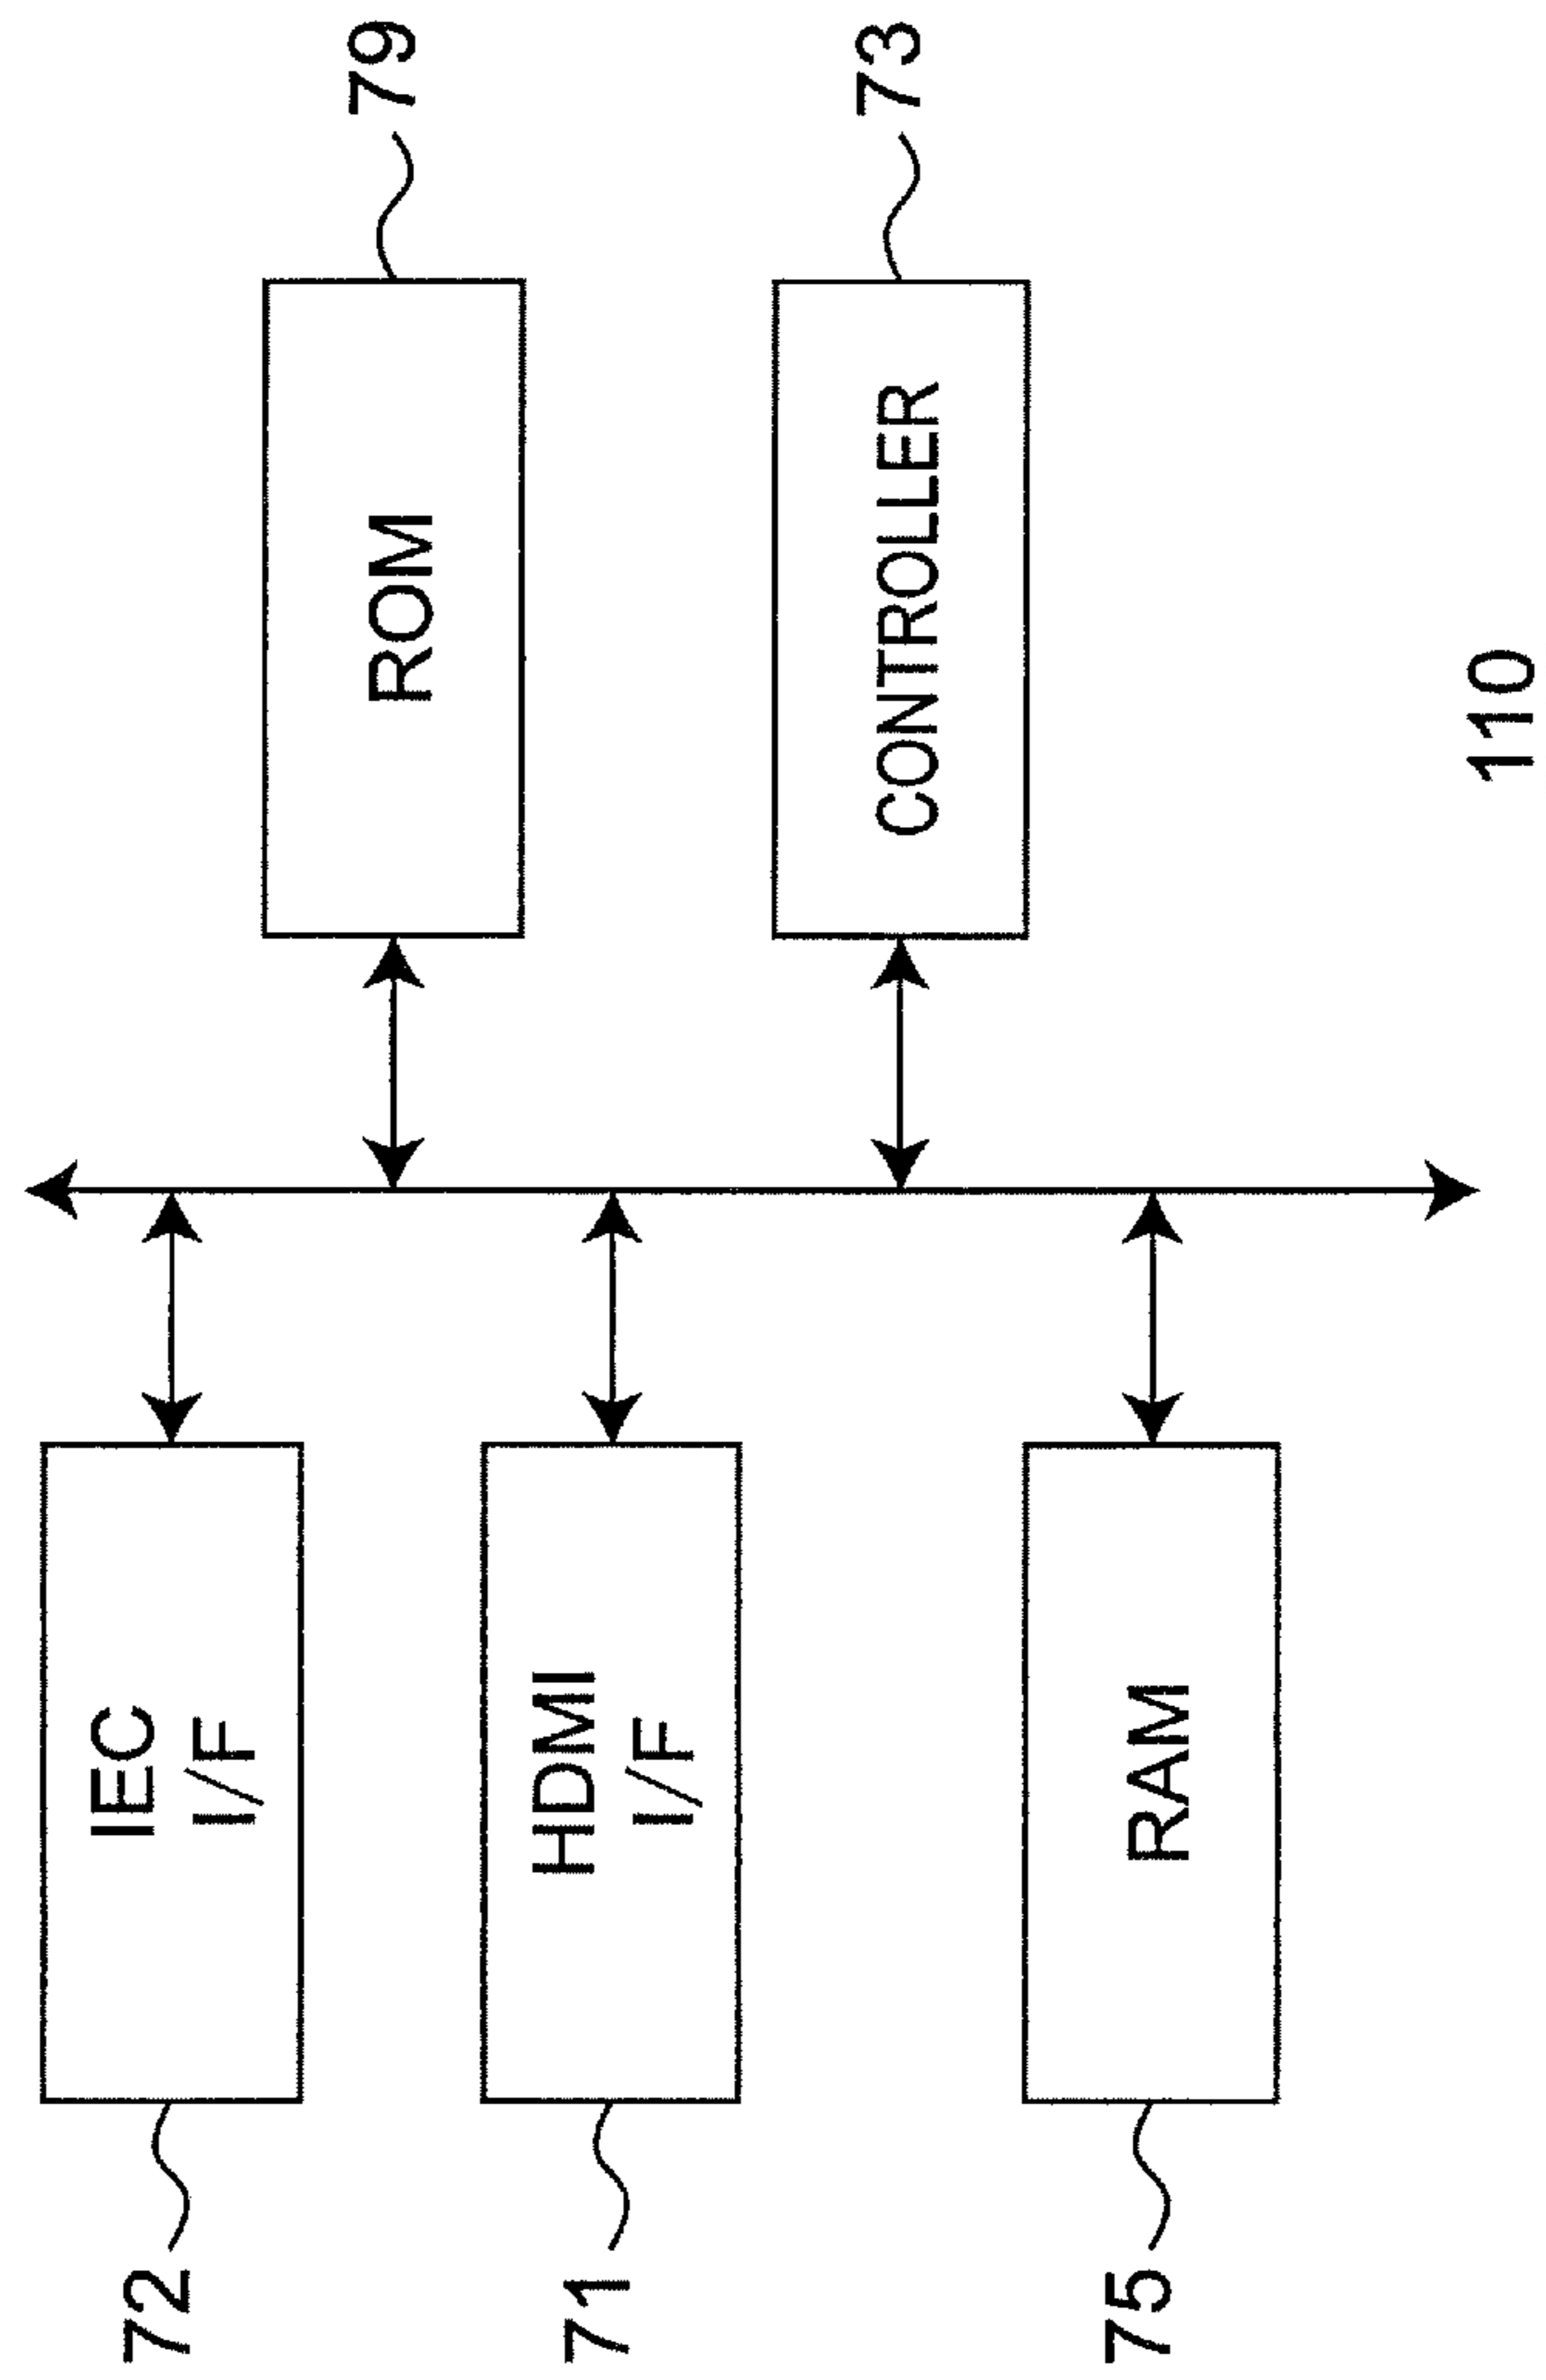 79
ROM
73
CONTROLLER
110
72
IEC
I/F
71
HDMI
I/F
75
RAM